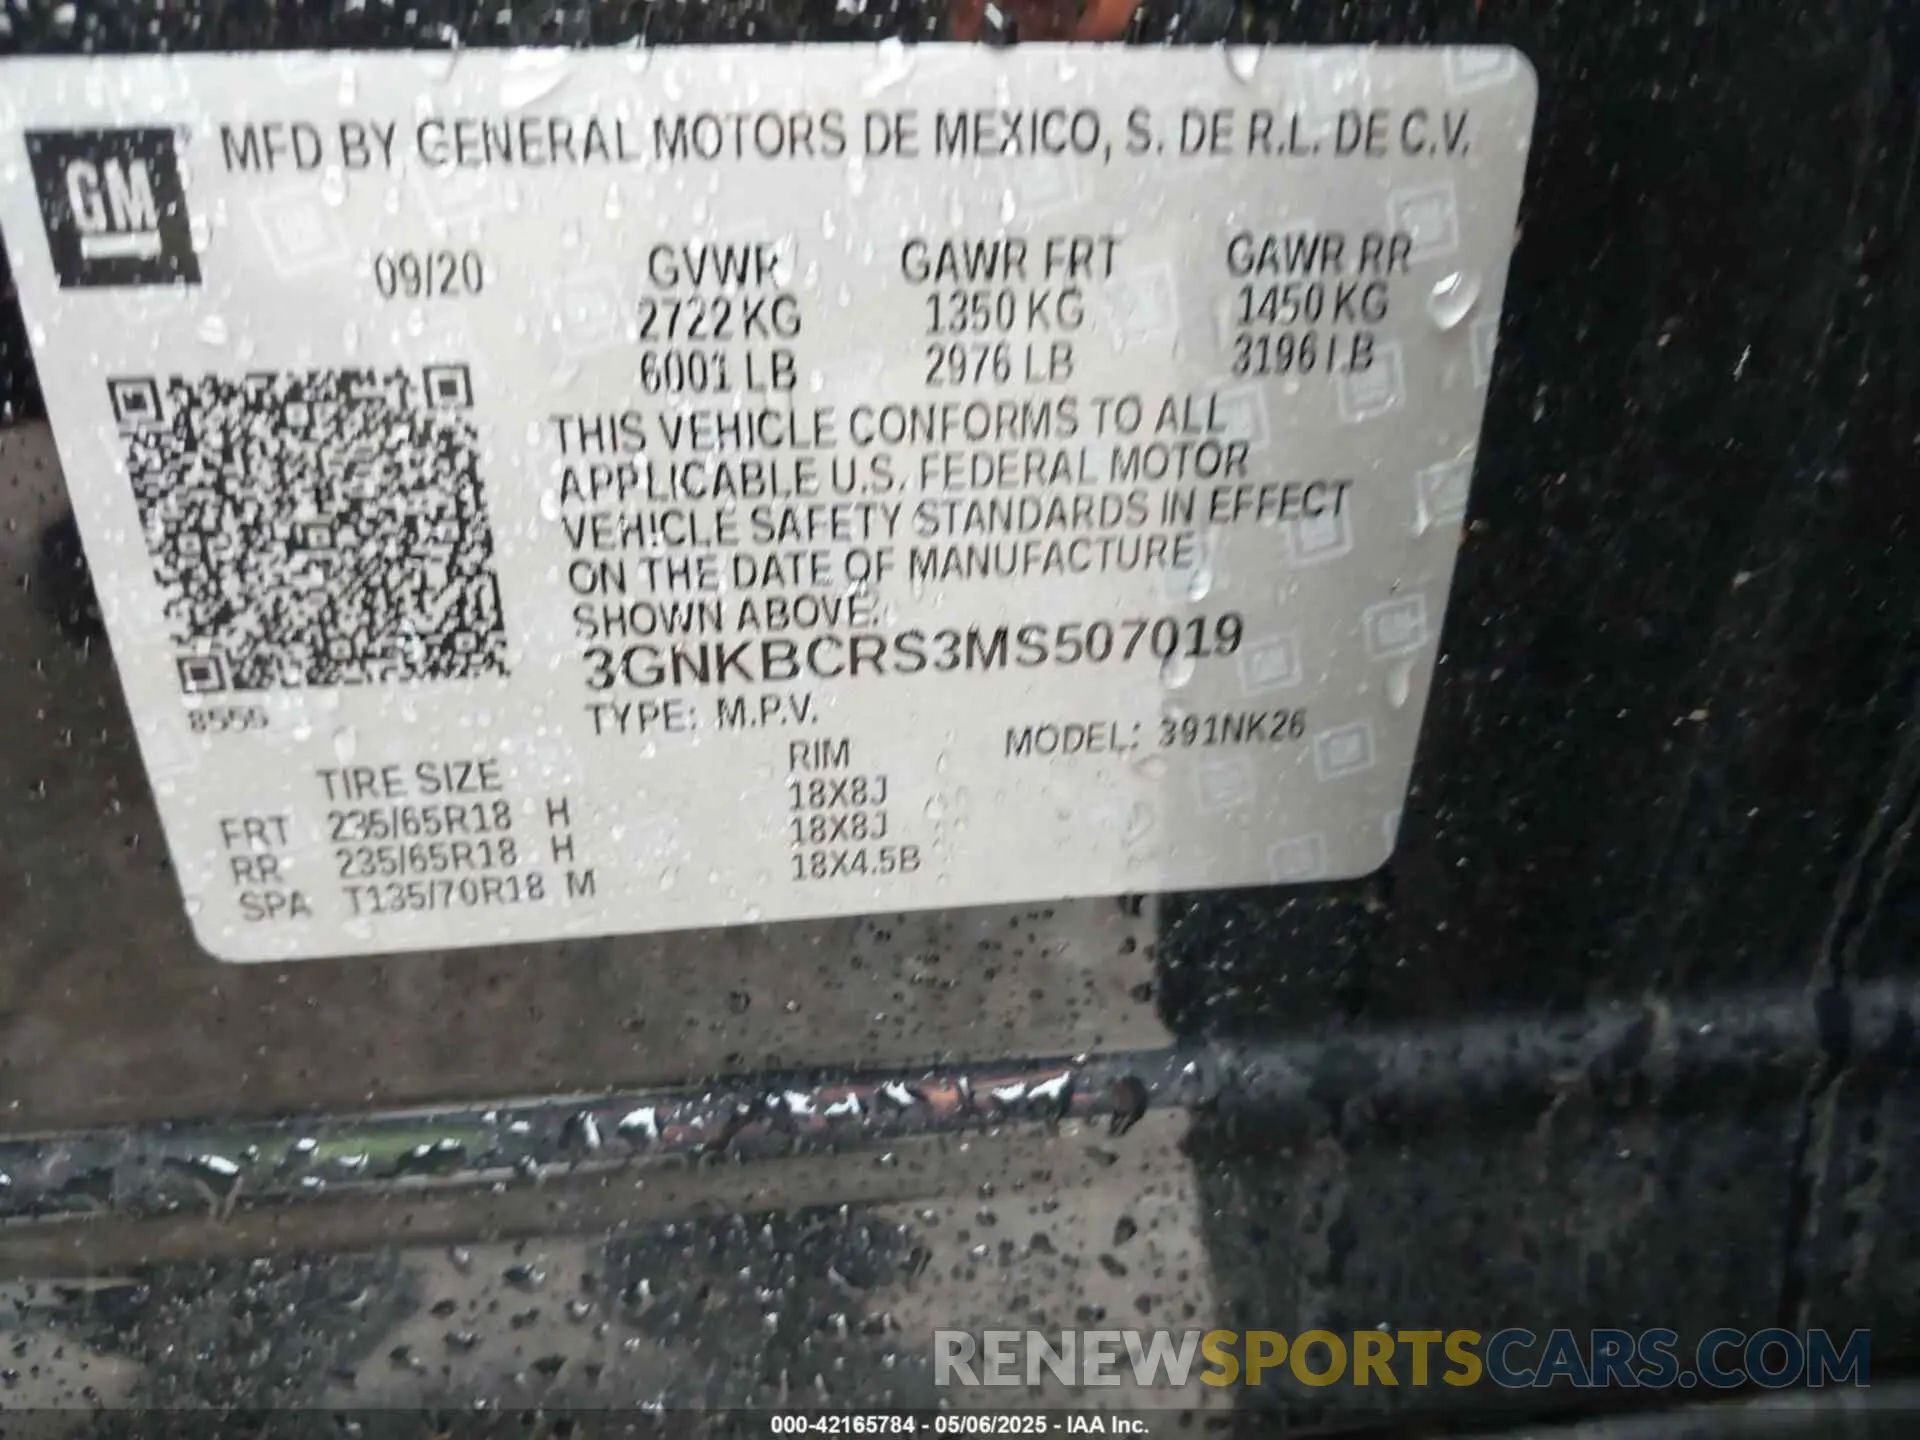 MFD BY GENERAL MOTORS DE MEXICO, S. DE R.L. DE C.V.
GM
09/20 GVWR GAWR FRT GAWR RR
2722 KG 1350 KG 1450 KG
6001 LB 2976 LB 3196 LB
THIS VEHICLE CONFORMS TO ALL
APPLICABLE U.S. FEDERAL MOTOR
VEHICLE SAFETY STANDARDS IN EFFECT
ON THE DATE OF MANUFACTURE
SHOWN ABOVE.
3GNKBCRS3MS507019
TYPE: M.P.V. MODEL: 391NK26
TIRE SIZE RIM
FRT 235/65R18 H 18X8J
RR 235/65R18 H 18X8J
SPA T135/70R18 M 18X4.5B
RENEWSPORTSCARS.COM
000-42165784 - 05/06/2025 - IAA Inc.